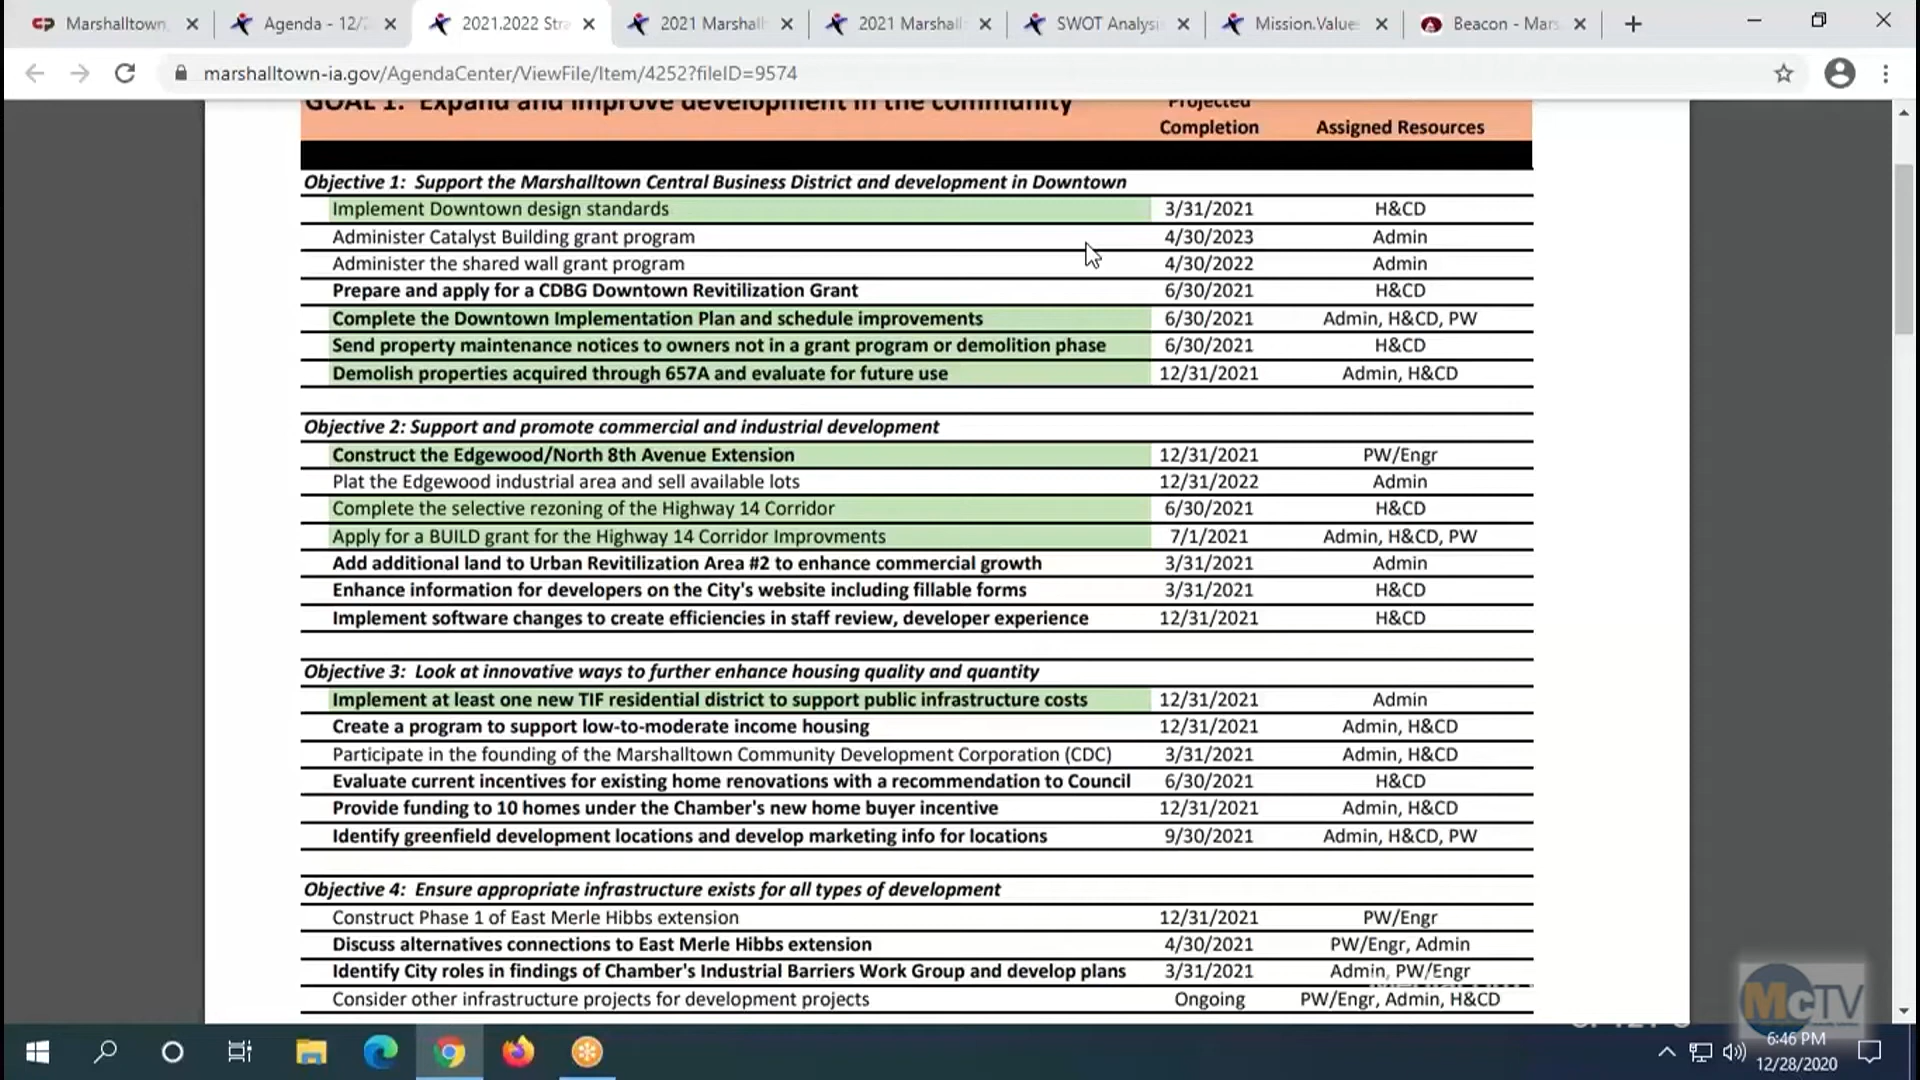 Marshalltown,
Agenda - 12/2
2021.2022 Stra
2021 Marshall
2021 Marshall
SWOT Analysi
Mission.Value
Beacon - Mars
marshalltown-ia.gov/AgendaCenter/ViewFile/Item/4252?fileID=9574
GOAL 1: Expand and improve development in the community
Projected
Completion Assigned Resources
Objective 1: Support the Marshalltown Central Business District and development in Downtown
Implement Downtown design standards 3/31/2021 H&CD
Administer Catalyst Building grant program 4/30/2023 Admin
Administer the shared wall grant program 4/30/2022 Admin
Prepare and apply for a CDBG Downtown Revitilization Grant 6/30/2021 H&CD
Complete the Downtown Implementation Plan and schedule improvements 6/30/2021 Admin, H&CD, PW
Send property maintenance notices to owners not in a grant program or demolition phase 6/30/2021 H&CD
Demolish properties acquired through 657A and evaluate for future use 12/31/2021 Admin, H&CD
Objective 2: Support and promote commercial and industrial development
Construct the Edgewood/North 8th Avenue Extension 12/31/2021 PW/Engr
Plat the Edgewood industrial area and sell available lots 12/31/2022 Admin
Complete the selective rezoning of the Highway 14 Corridor 6/30/2021 H&CD
Apply for a BUILD grant for the Highway 14 Corridor Improvments 7/1/2021 Admin, H&CD, PW
Add additional land to Urban Revitilization Area #2 to enhance commercial growth 3/31/2021 Admin
Enhance information for developers on the City's website including fillable forms 3/31/2021 H&CD
Implement software changes to create efficiencies in staff review, developer experience 12/31/2021 H&CD
Objective 3: Look at innovative ways to further enhance housing quality and quantity
Implement at least one new TIF residential district to support public infrastructure costs 12/31/2021 Admin
Create a program to support low-to-moderate income housing 12/31/2021 Admin, H&CD
Participate in the founding of the Marshalltown Community Development Corporation (CDC) 3/31/2021 Admin, H&CD
Evaluate current incentives for existing home renovations with a recommendation to Council 6/30/2021 H&CD
Provide funding to 10 homes under the Chamber's new home buyer incentive 12/31/2021 Admin, H&CD
Identify greenfield development locations and develop marketing info for locations 9/30/2021 Admin, H&CD, PW
Objective 4: Ensure appropriate infrastructure exists for all types of development
Construct Phase 1 of East Merle Hibbs extension 12/31/2021 PW/Engr
Discuss alternatives connections to East Merle Hibbs extension 4/30/2021 PW/Engr, Admin
Identify City roles in findings of Chamber's Industrial Barriers Work Group and develop plans 3/31/2021 Admin, PW/Engr
Consider other infrastructure projects for development projects Ongoing PW/Engr, Admin, H&CD
McTV
6:46 PM
12/28/2020